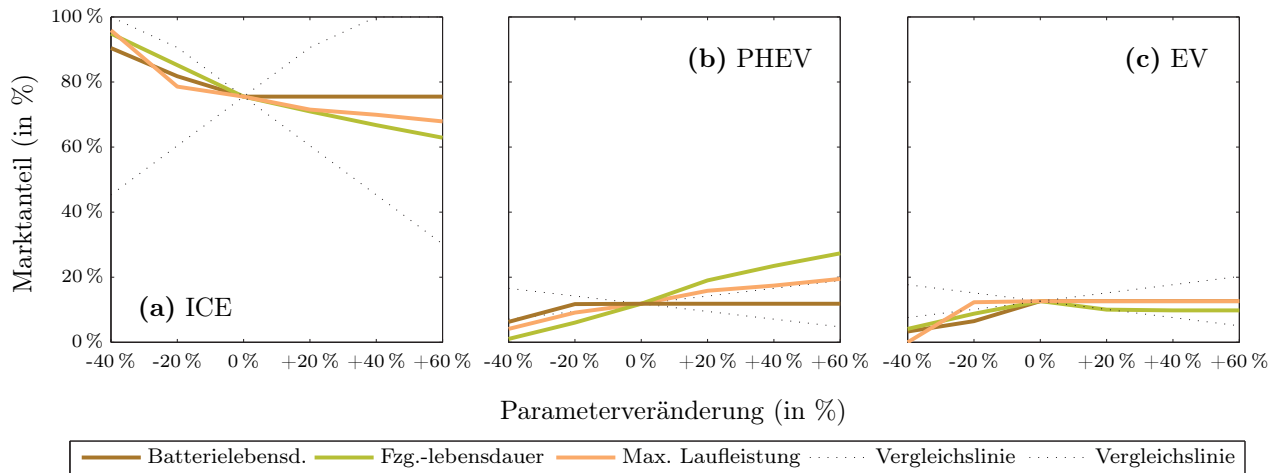 Marktanteil (in %)
100 %
80 %
60 %
40 %
20 %
0 %
(a) ICE
(b) PHEV
(c) EV
-40 % -20 % 0 % +20 % +40 % +60 %
-40 % -20 % 0 % +20 % +40 % +60 %
-40 % -20 % 0 % +20 % +40 % +60 %
Parameterveränderung (in %)
Batterielebensd. Fzg.-lebensdauer Max. Laufleistung Vergleichslinie Vergleichslinie